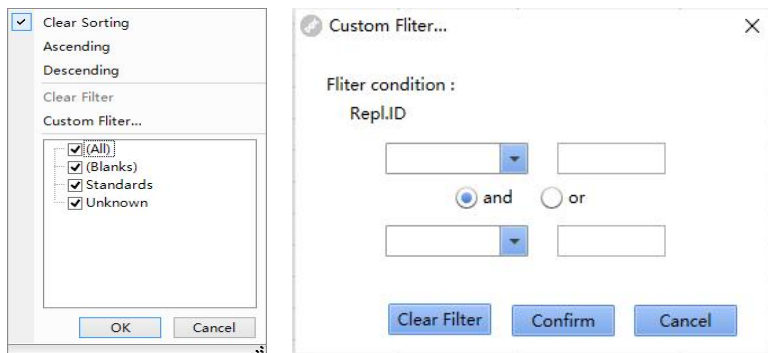 Clear Sorting
Ascending
Descending
Clear Filter
Custom Fliter...
(All)
(Blanks)
Standards
Unknown
OK Cancel
Custom Fliter...
Fliter condition :
Repl.ID
and or
Clear Filter Confirm Cancel